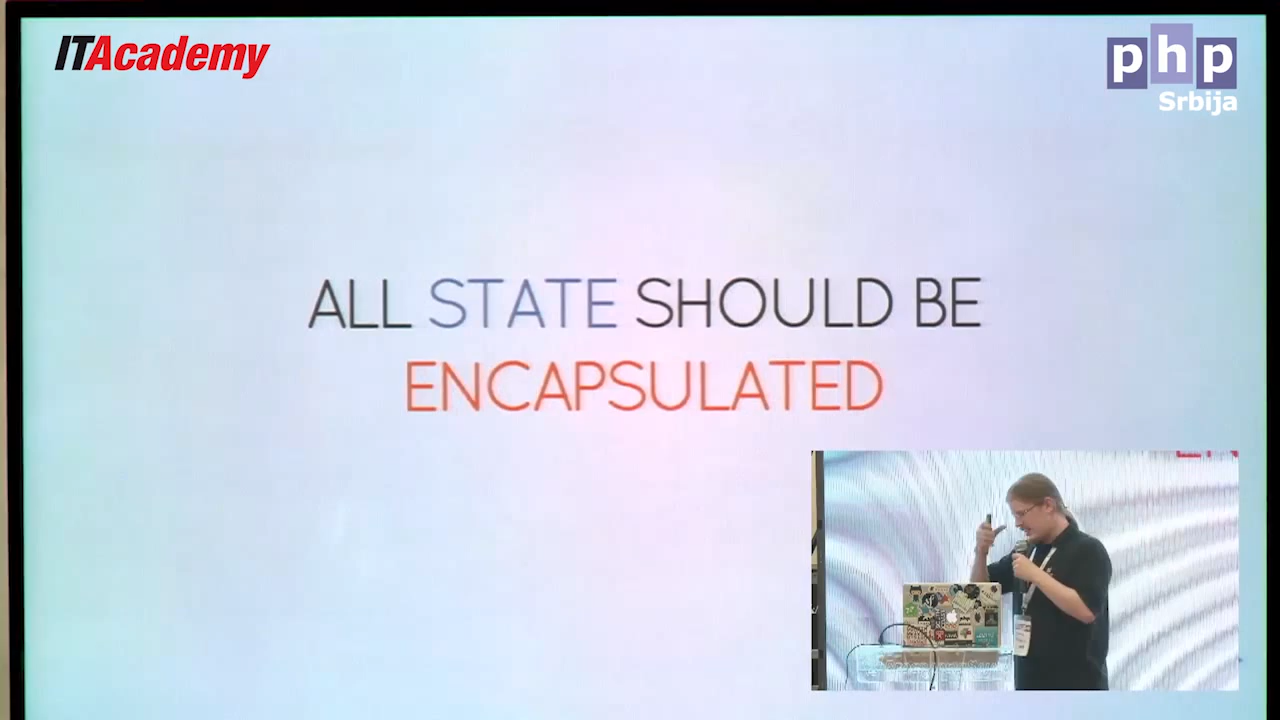 ITAcademy
php
Srbija
ALL STATE SHOULD BE
ENCAPSULATED